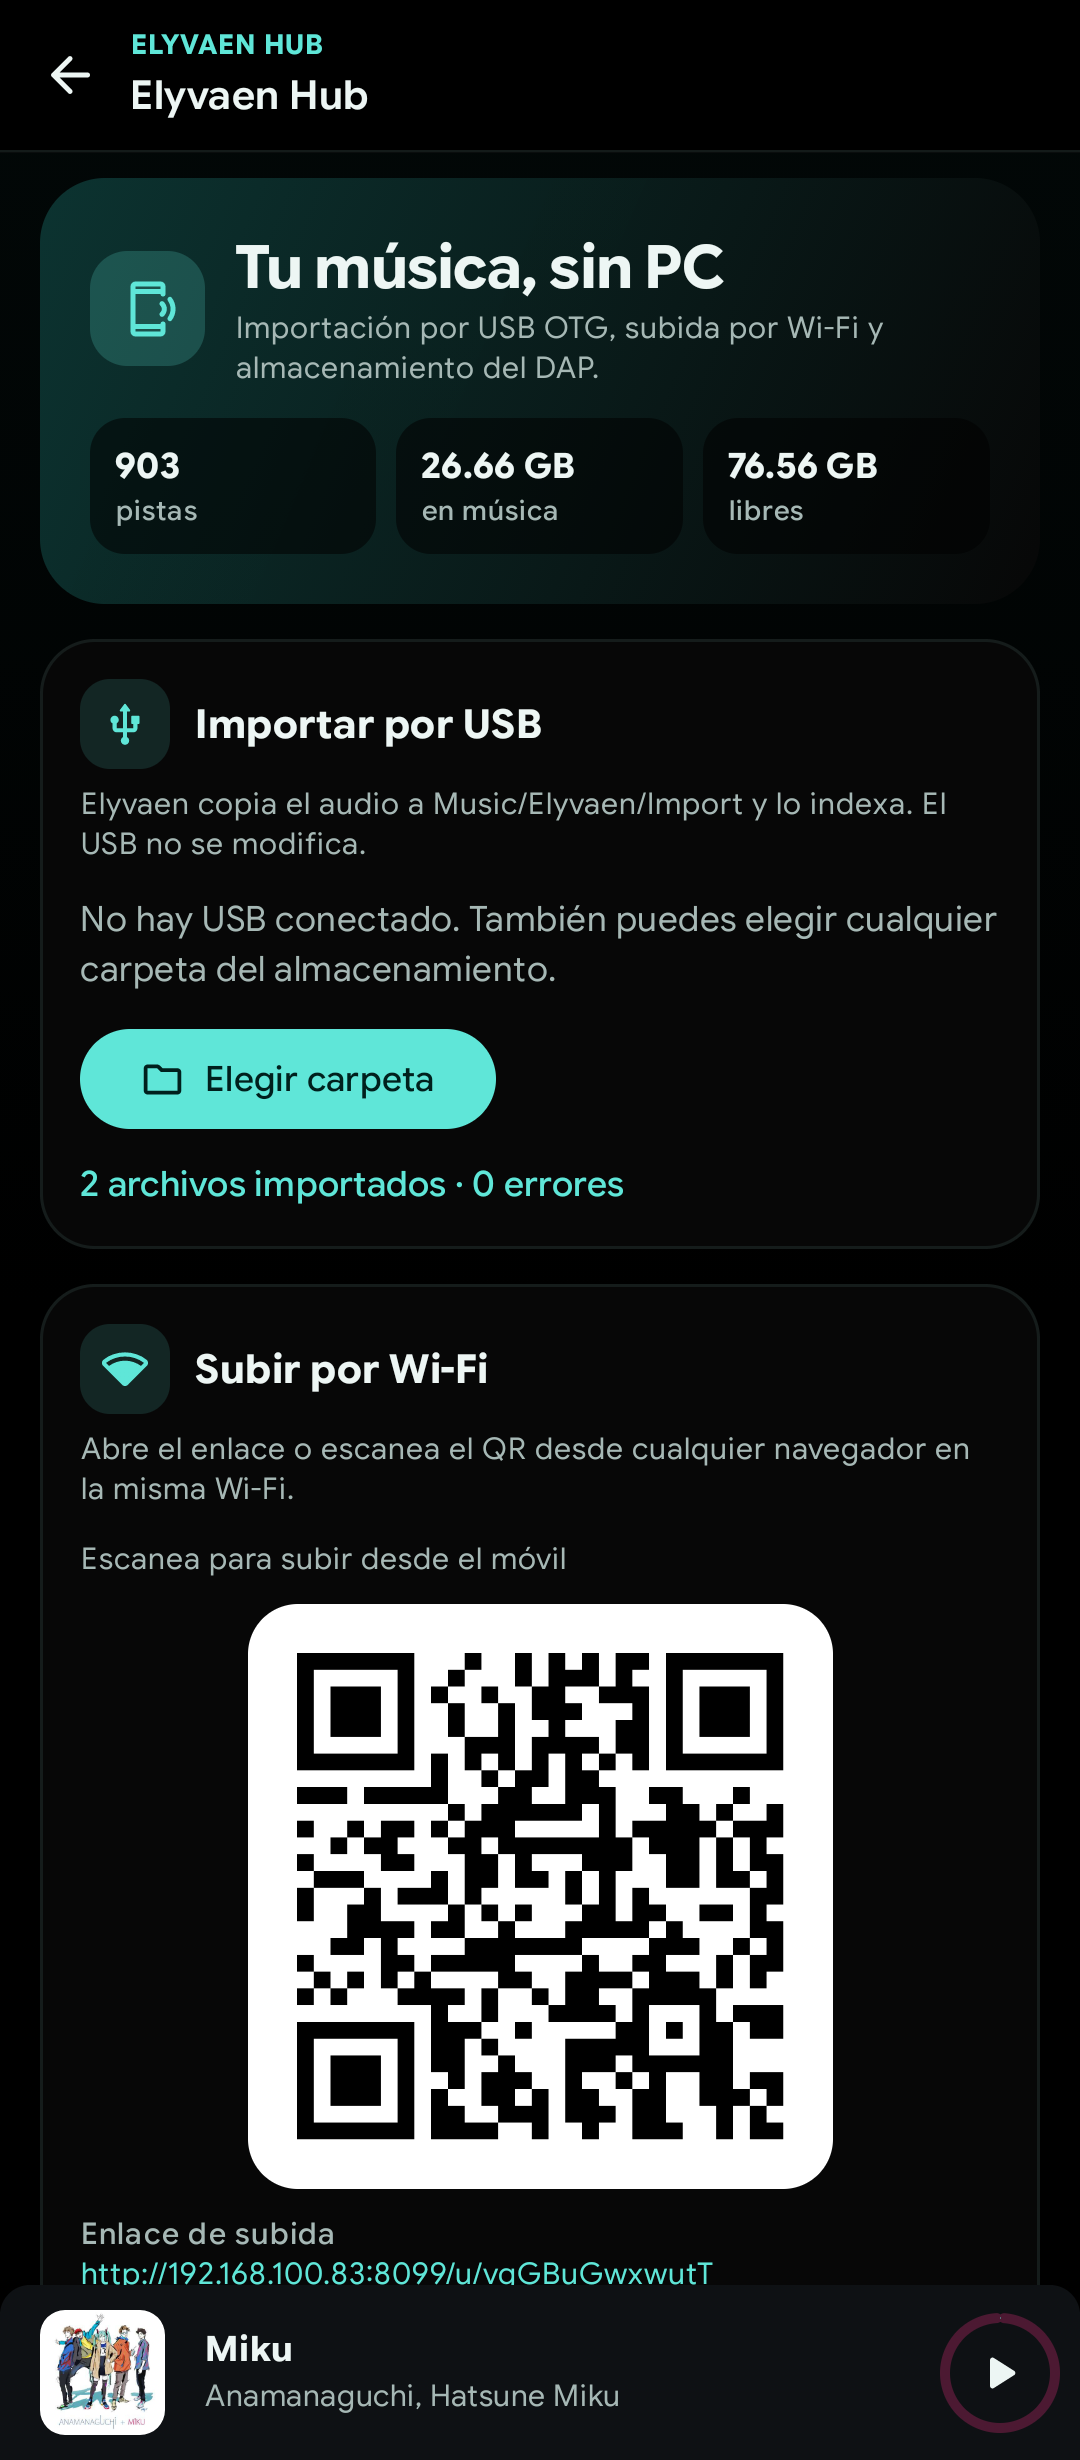 ELYVAEN HUB
Elyvaen Hub
Tu música, sin PC
Importación por USB OTG, subida por Wi-Fi y
almacenamiento del DAP.
903
pistas
26.66 GB
en música
76.56 GB
libres
Importar por USB
Elyvaen copia el audio a Music/Elyvaen/Import y lo indexa. El
USB no se modifica.
No hay USB conectado. También puedes elegir cualquier
carpeta del almacenamiento.
Elegir carpeta
2 archivos importados · 0 errores
Subir por Wi-Fi
Abre el enlace o escanea el QR desde cualquier navegador en
la misma Wi-Fi.
Escanea para subir desde el móvil
Enlace de subida
http://192.168.100.83:8099/u/vqGBuGwxwutT
ANAMANAGUCHI + MIKU
Miku
Anamanaguchi, Hatsune Miku